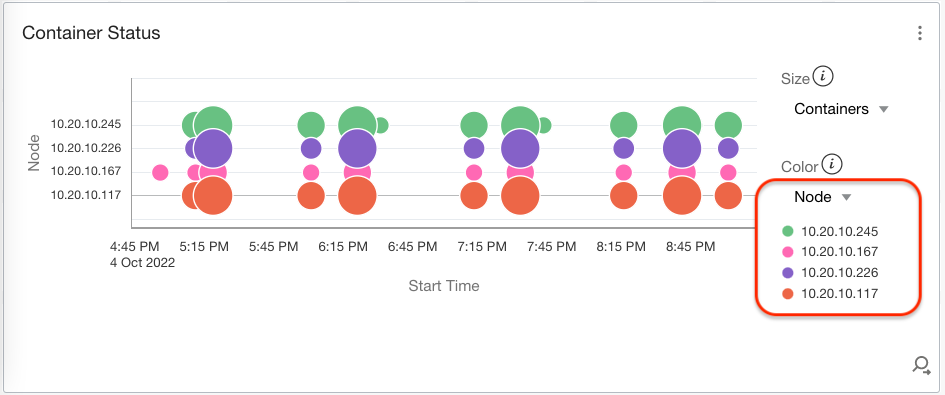 Container Status
Size i
Containers
Node
10.20.10.245
10.20.10.226
10.20.10.167
10.20.10.117
4:45 PM 5:15 PM 5:45 PM 6:15 PM 6:45 PM 7:15 PM 7:45 PM 8:15 PM 8:45 PM
4 Oct 2022
Start Time
Color i
Node
10.20.10.245
10.20.10.167
10.20.10.226
10.20.10.117